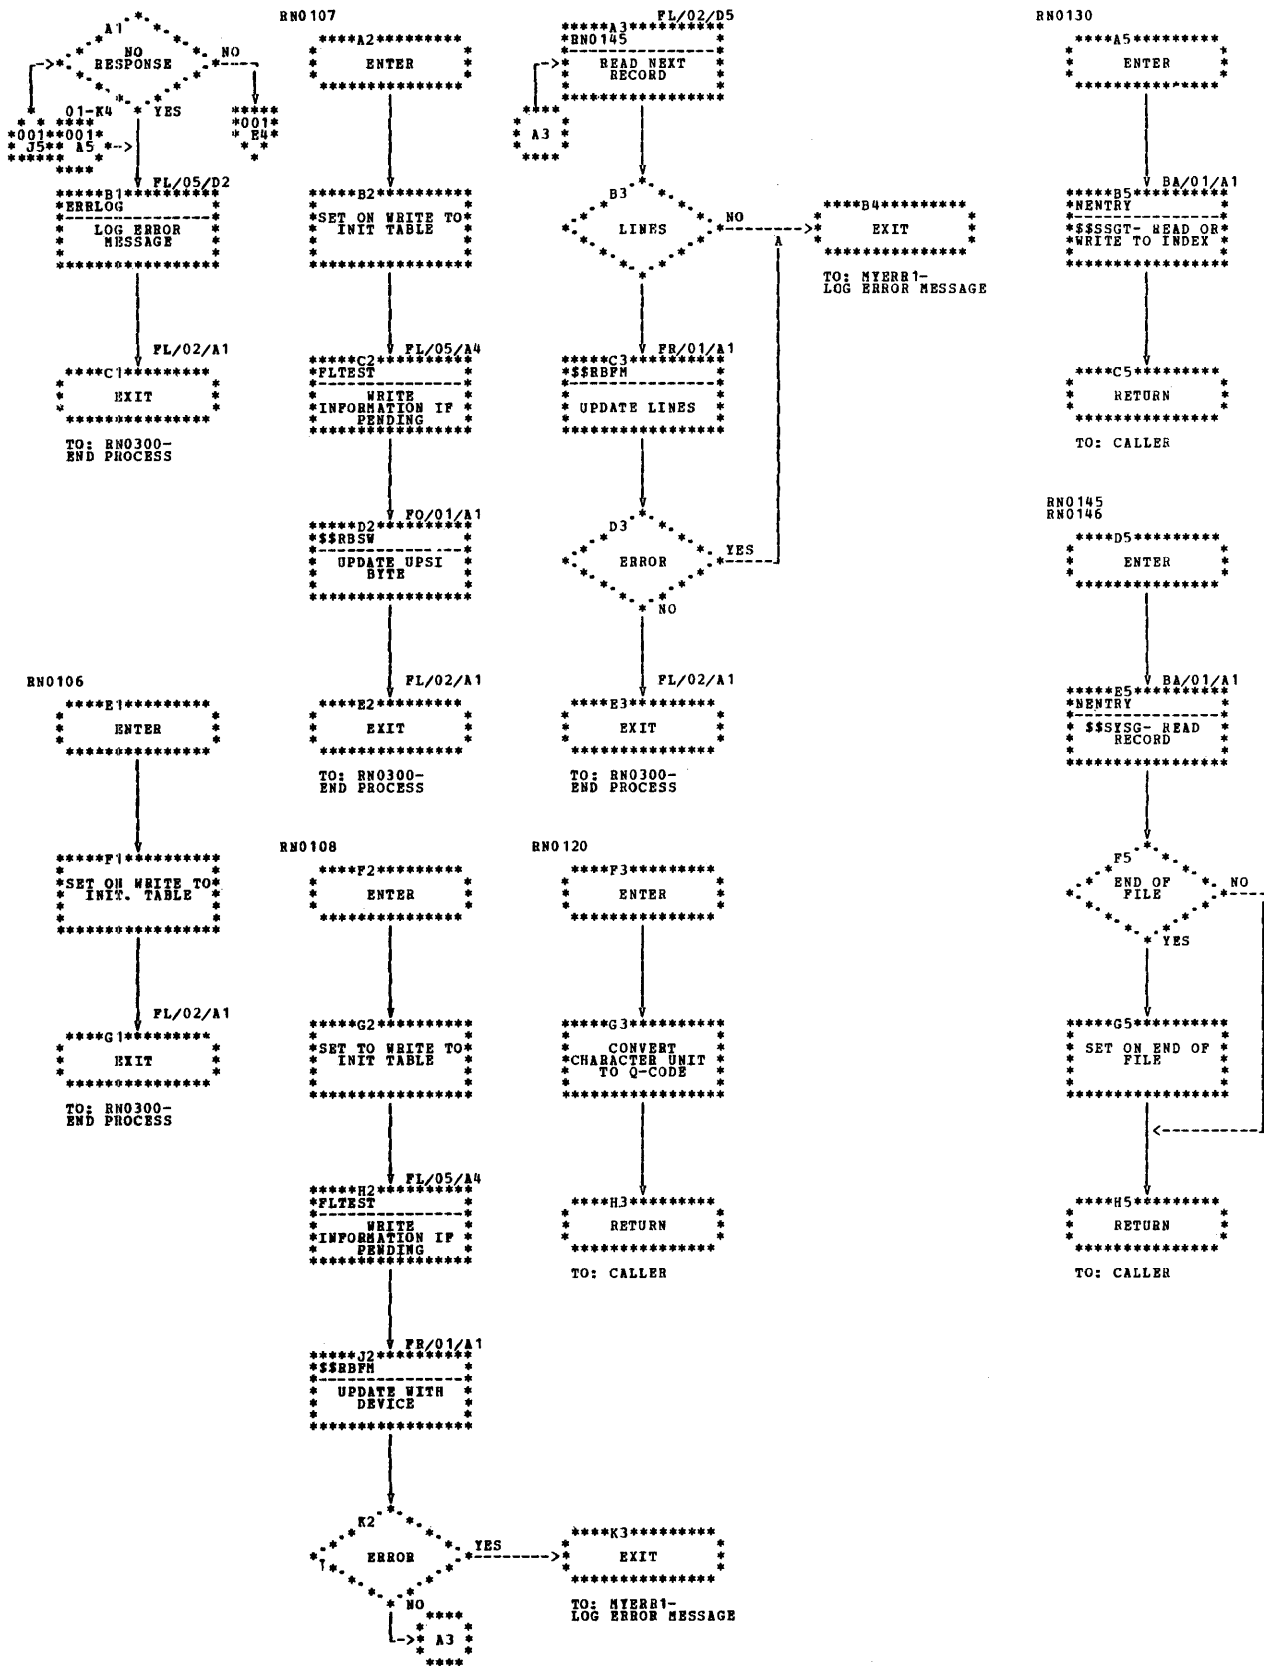 A1
NO
RESPONSE
NO
YES
01-K4
*001*
J5
*001*
A5
*001*
E4
FL/05/D2
B1
ERRLOG
LOG ERROR
MESSAGE
FL/02/A1
C1
EXIT
TO: RN0300-
END PROCESS
RN0106
E1
ENTER
F1
SET ON WRITE TO
INIT. TABLE
FL/02/A1
G1
EXIT
TO: RN0300-
END PROCESS
RN0107
A2
ENTER
B2
SET ON WRITE TO
INIT TABLE
FL/05/A4
C2
FLTEST
WRITE
INFORMATION IF
PENDING
FO/01/A1
D2
$$RBSW
UPDATE UPSI
BYTE
FL/02/A1
E2
EXIT
TO: RN0300-
END PROCESS
RN0108
F2
ENTER
G2
SET TO WRITE TO
INIT TABLE
FL/05/A4
H2
FLTEST
WRITE
INFORMATION IF
PENDING
FR/01/A1
J2
$$RBFM
UPDATE WITH
DEVICE
K2
ERROR
YES
NO
A3
K3
EXIT
TO: MYERR1-
LOG ERROR MESSAGE
FL/02/D5
A3
RN0145
READ NEXT
RECORD
A3
B3
LINES
NO
A
B4
EXIT
TO: MYERR1-
LOG ERROR MESSAGE
FR/01/A1
C3
$$RBFM
UPDATE LINES
D3
ERROR
YES
NO
FL/02/A1
E3
EXIT
TO: RN0300-
END PROCESS
RN0120
F3
ENTER
G3
CONVERT
CHARACTER UNIT
TO Q-CODE
H3
RETURN
TO: CALLER
RN0130
A5
ENTER
BA/01/A1
B5
NENTRY
$$SSGT- READ OR
WRITE TO INDEX
C5
RETURN
TO: CALLER
RN0145
RN0146
D5
ENTER
BA/01/A1
E5
NENTRY
$$SYSG- READ
RECORD
F5
END OF
FILE
NO
YES
G5
SET ON END OF
FILE
H5
RETURN
TO: CALLER